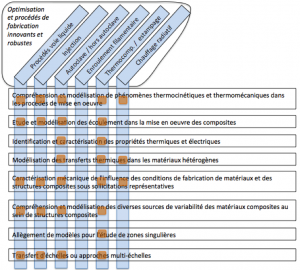 Optimisation
et procédés de
fabrication
innovants et
robustes
Procédés voie liquide
Injection
Autoclave / hors autoclave
Enroulement filamentaire
Thermocomp. / estampage
Chauffage radiatif
Compréhension et modélisation de phénomènes thermocinétiques et thermomécaniques dans
les procédés de mise en oeuvre
Etude et modélisation des écoulement dans la mise en oeuvre des composites
Identification et caractérisation des propriétés thermiques et électriques
Modélisation des transferts thermiques dans les matériaux hétérogènes
Caractérisation mécanique de l'influence des conditions de fabrication de matériaux et des
structures composites sous sollicitations représentatives
Compréhension et modélisation des diverses sources de variabilité des matériaux composites au
sein de structures composites
Allègement de modèles pour l'étude de zones singulières
Transfert d'échelles ou approches multi-échelles